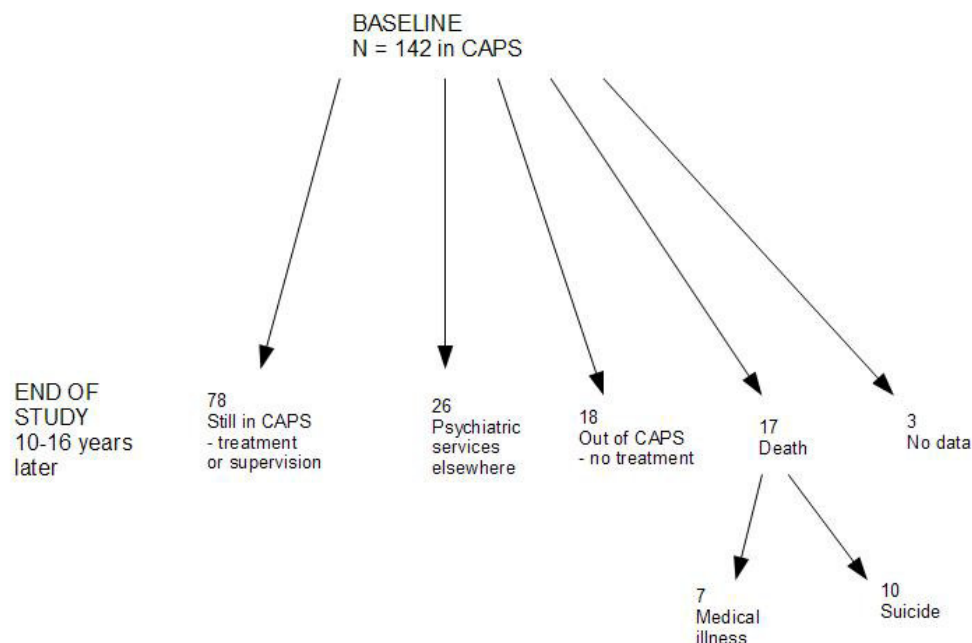 BASELINE
N = 142 in CAPS
END OF
STUDY
10-16 years
later
78
Still in CAPS
- treatment
or supervision
26
Psychiatric
services
elsewhere
18
Out of CAPS
- no treatment
17
Death
3
No data
7
Medical
illness
10
Suicide